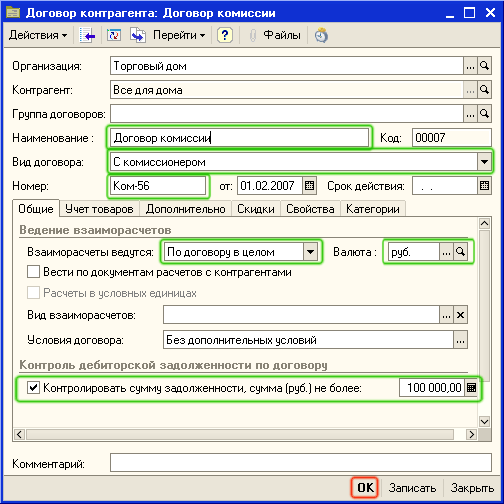 Договор контрагента: Договор комиссии
Действия Перейти ? Файлы
Организация: Торговый дом ...
Контрагент: Все для дома ...
Группа договоров: ...
Наименование : Договор комиссии Код: 00007
Вид договора: С комиссионером
Номер: Ком-56 от: 01.02.2007 Срок действия: . .
Общие Учет товаров Дополнительно Скидки Свойства Категории
Ведение взаиморасчетов
Взаиморасчеты ведутся: По договору в целом Валюта : руб. ...
Вести по документам расчетов с контрагентами
Расчеты в условных единицах
Вид взаиморасчетов: ... ×
Условия договора: Без дополнительных условий ...
Контроль дебиторской задолженности по договору
Контролировать сумму задолженности, сумма (руб.) не более: 100 000,00
Комментарий:
OK Записать Закрыть